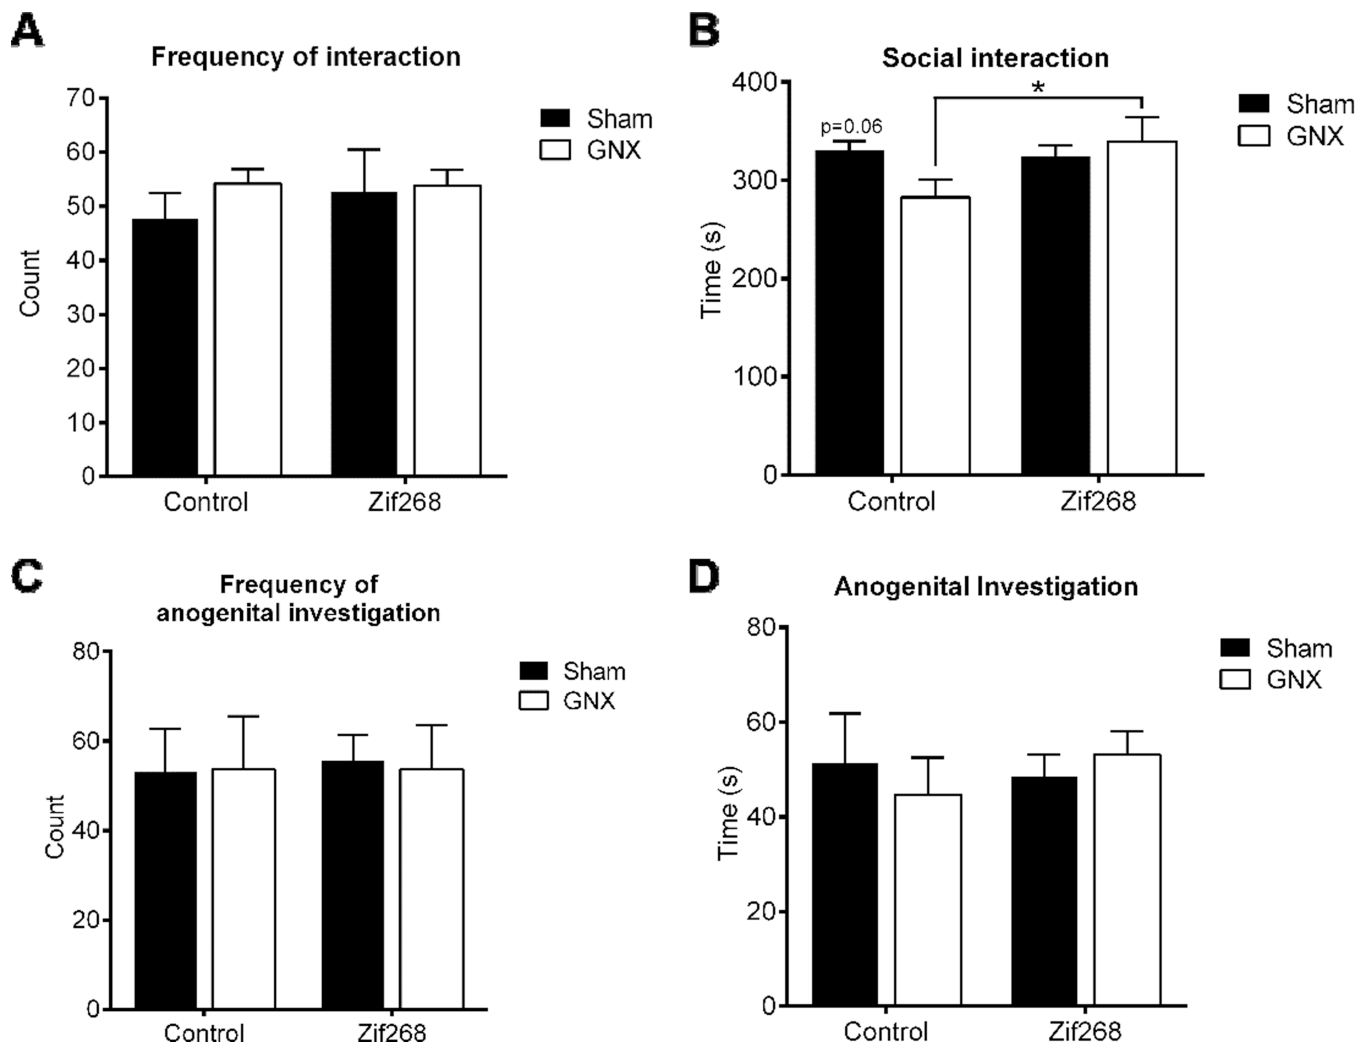 A
Frequency of interaction
70
60
50
40
30
20
10
0
Count
Control
Zif268
Sham
GNX
B
Social interaction
400
300
200
100
0
Time (s)
p=0.06
*
Control
Zif268
Sham
GNX
C
Frequency of
anogenital investigation
80
60
40
20
0
Count
Control
Zif268
Sham
GNX
D
Anogenital Investigation
80
60
40
20
0
Time (s)
Control
Zif268
Sham
GNX